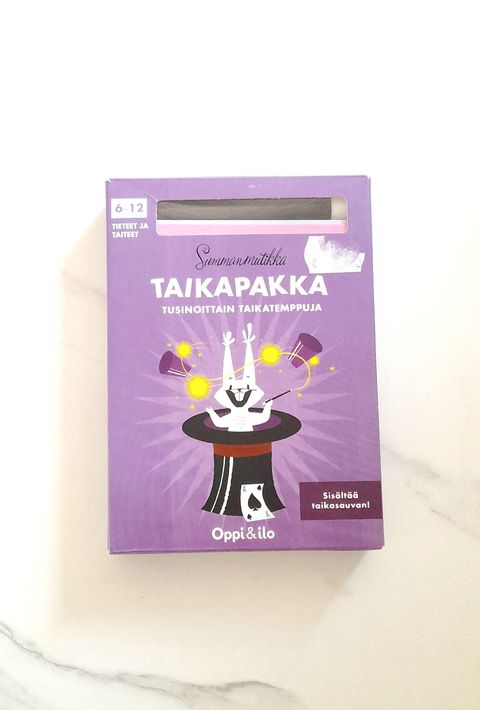 6–12
TIETEET JA
TAITEET
Summanmutikka
TAIKAPAKKA
TUSINOITTAIN TAIKATEMPPUJA
A
Sisältää
taikasauvan!
Oppi&ilo